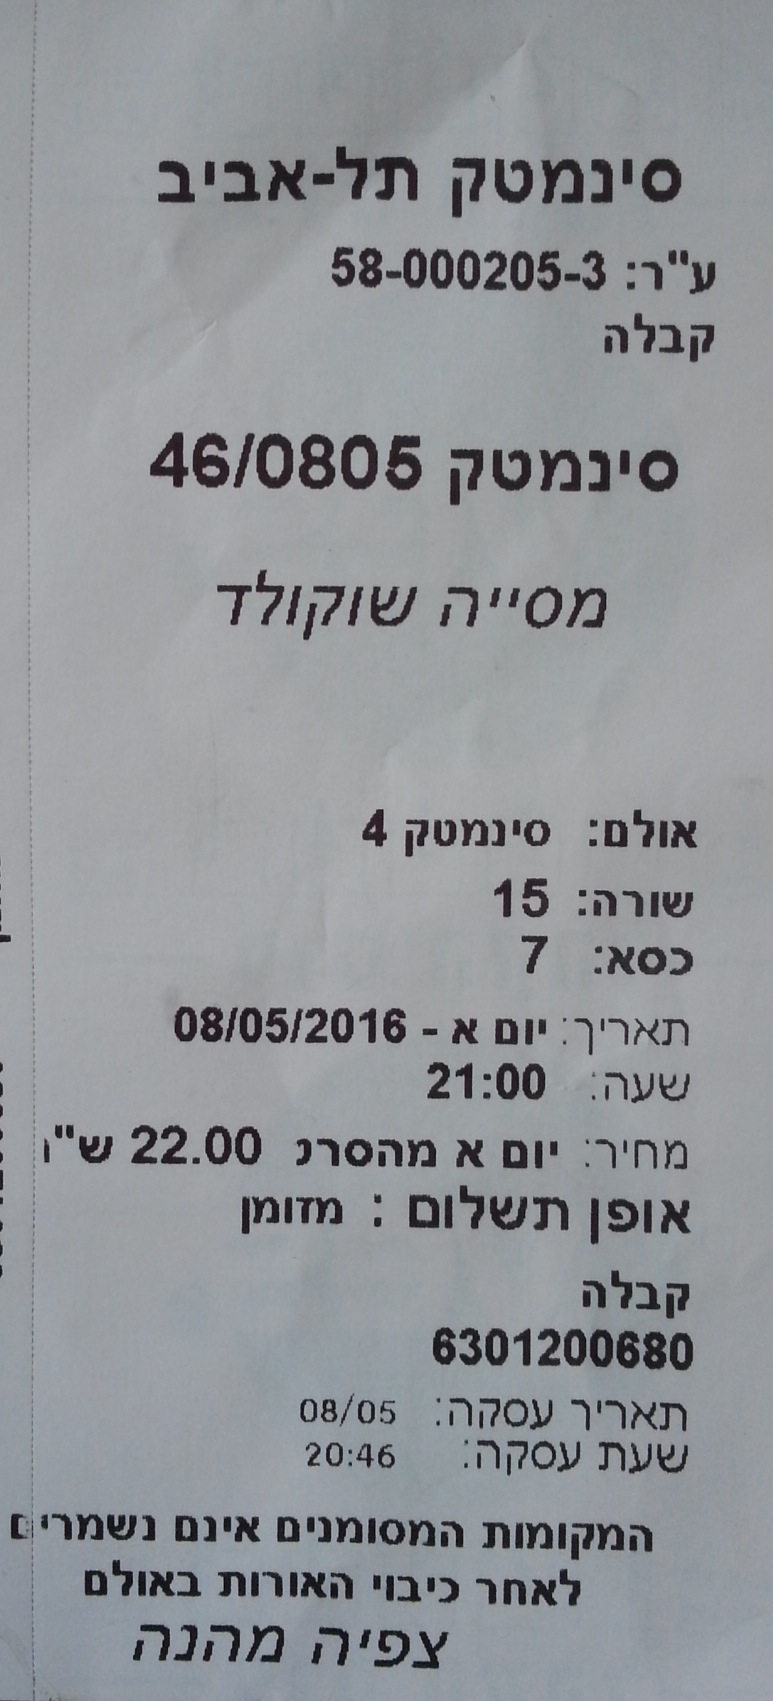 סינמטק תל-אביב
ע"ר: 58-000205-3
קבלה
סינמטק 46/0805
מסייה שוקולד
אולם: סינמטק 4
שורה: 15
כסא: 7
תאריך: יום א - 08/05/2016
שעה: 21:00
מחיר: יום א מהסרנ 22.00 ש"ח
אופן תשלום : מזומן
קבלה
6301200680
תאריך עסקה: 08/05
שעת עסקה: 20:46
המקומות המסומנים אינם נשמרים
לאחר כיבוי האורות באולם
צפיה מהנה